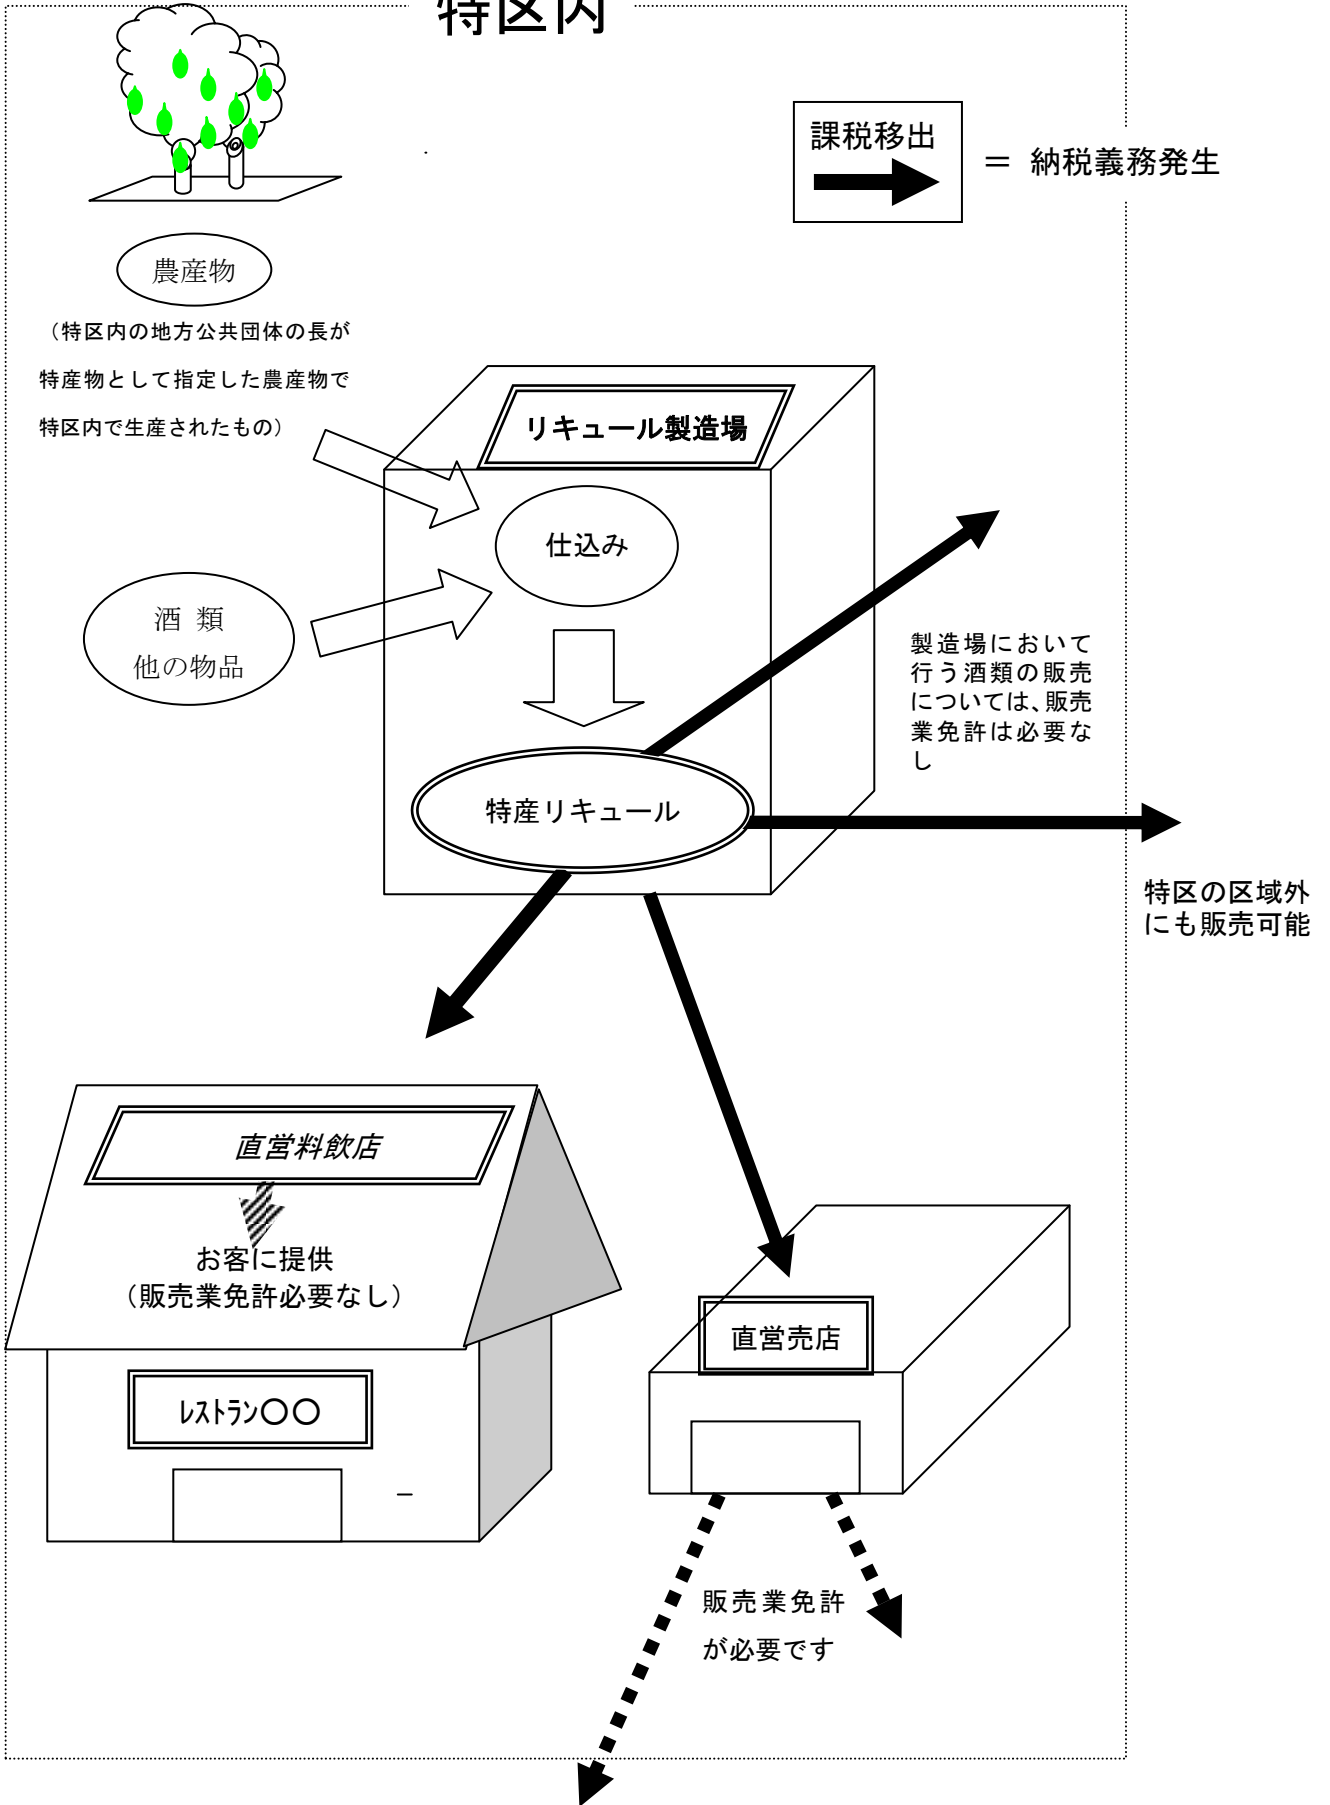 特区内
課税移出
＝ 納税義務発生
農産物
（特区内の地方公共団体の長が
特産物として指定した農産物で
特区内で生産されたもの）
リキュール製造場
仕込み
酒 類
他の物品
製造場において
行う酒類の販売
については、販売
業免許は必要な
し
特産リキュール
特区の区域外
にも販売可能
直営料飲店
お客に提供
（販売業免許必要なし）
レストラン〇〇
直営売店
販売業免許
が必要です